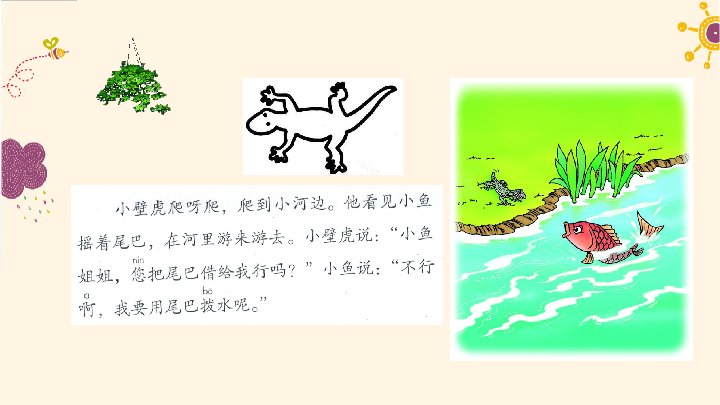 小壁虎爬呀爬，爬到小河边。他看见小鱼
摇着尾巴，在河里游来游去。小壁虎说：“小鱼
nín
姐姐，您把尾巴借给我行吗？”小鱼说：“不行
a bō
啊，我要用尾巴拨水呢。”